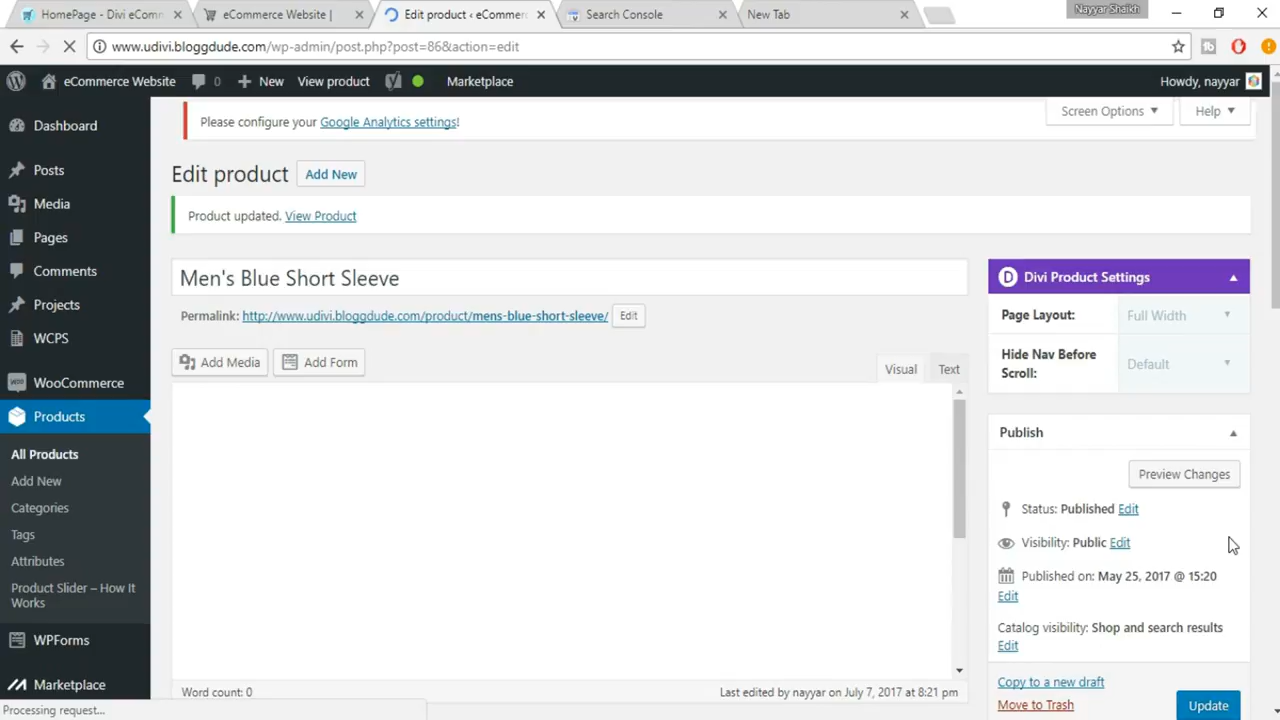 HomePage - Divi eComm
eCommerce Website |
Edit product ‹ eCommerc
Search Console
New Tab
Nayyar Shaikh
www.udivi.bloggdude.com/wp-admin/post.php?post=86&action=edit
eCommerce Website
0
New
View product
Marketplace
Howdy, nayyar
Please configure your Google Analytics settings!
Screen Options
Help
Edit product
Add New
Product updated. View Product
Men's Blue Short Sleeve
Permalink: http://www.udivi.bloggdude.com/product/mens-blue-short-sleeve/
Edit
Add Media
Add Form
Visual
Text
Word count: 0
Last edited by nayyar on July 7, 2017 at 8:21 pm
Dashboard
Posts
Media
Pages
Comments
Projects
WCPS
WooCommerce
Products
All Products
Add New
Categories
Tags
Attributes
Product Slider – How It
Works
WPForms
Marketplace
Processing request...
D Divi Product Settings
Page Layout:
Full Width
Hide Nav Before
Scroll:
Default
Publish
Preview Changes
Status: Published Edit
Visibility: Public Edit
Published on: May 25, 2017 @ 15:20
Edit
Catalog visibility: Shop and search results
Edit
Copy to a new draft
Move to Trash
Update